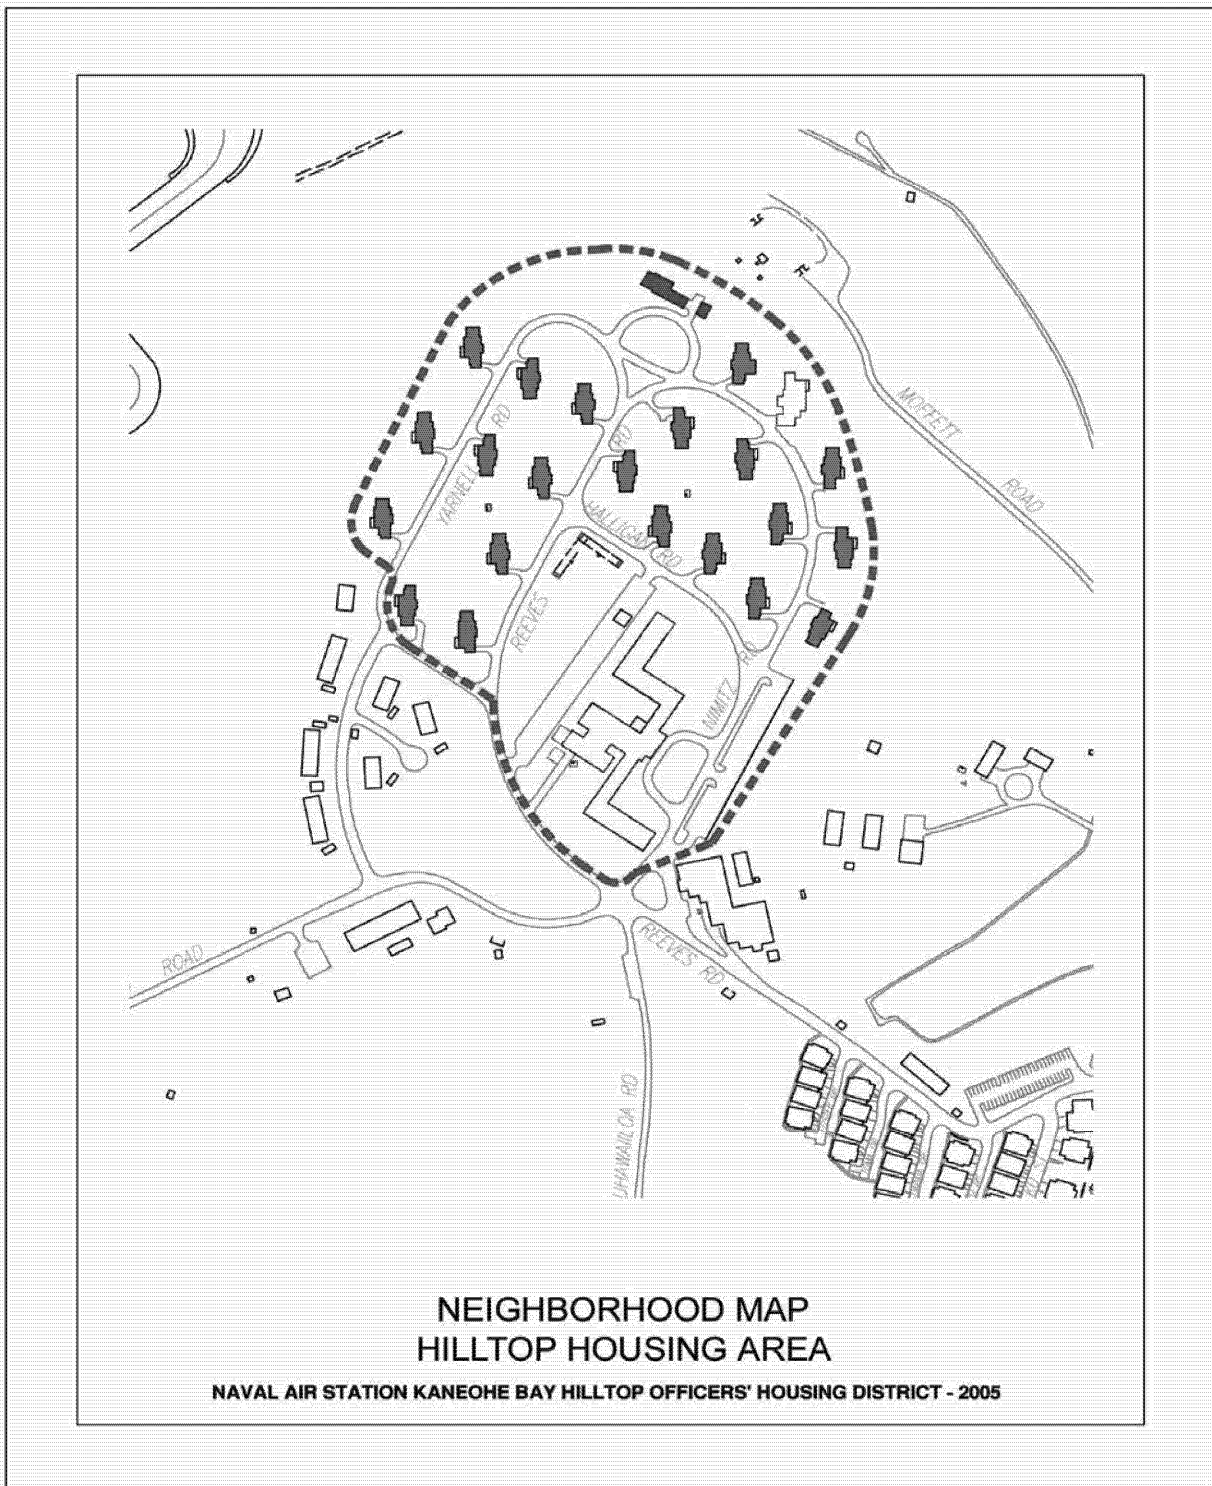 MOFFETT
ROAD
YARNELL
RD
RD
HALLIGAN RD
REEVES
NIMITZ
RD
ROAD
REEVES RD
RD
NEIGHBORHOOD MAP
HILLTOP HOUSING AREA
NAVAL AIR STATION KANEOHE BAY HILLTOP OFFICERS' HOUSING DISTRICT - 2005